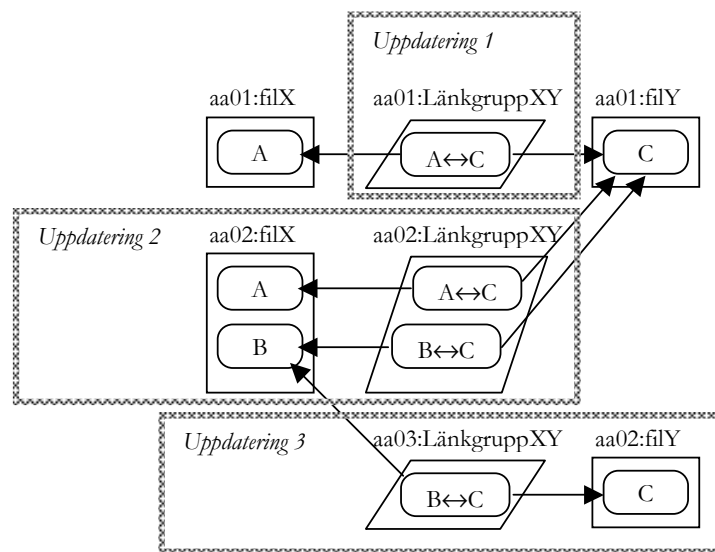 Uppdatering 1
aa01:filX
aa01:LänkgruppXY
aa01:filY
A
A↔C
C
Uppdatering 2
aa02:filX
aa02:LänkgruppXY
A
A↔C
B
B↔C
Uppdatering 3
aa03:LänkgruppXY
aa02:filY
B↔C
C